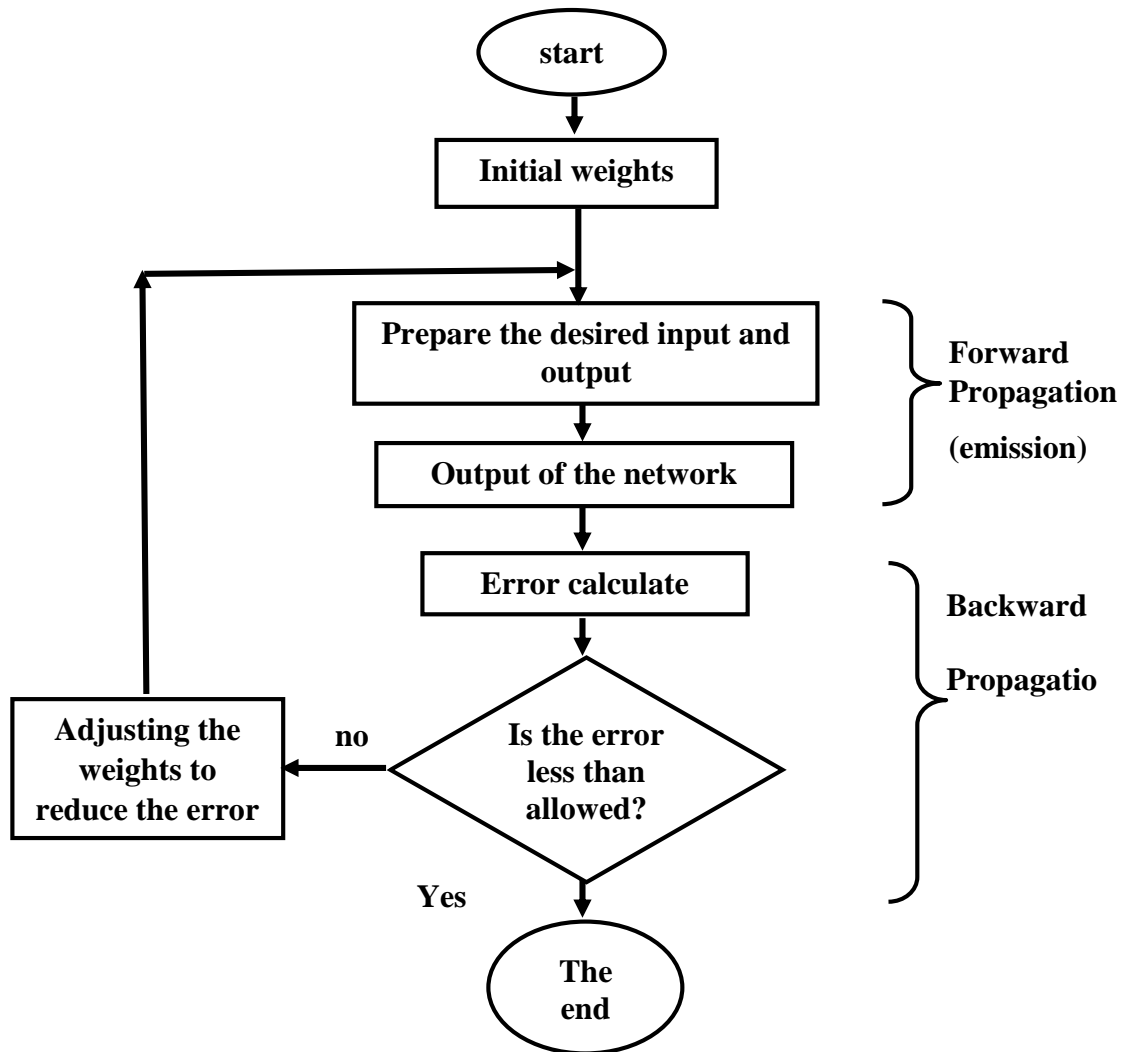 start
Initial weights
Prepare the desired input and
output
Forward
Propagation
(emission)
Output of the network
Error calculate
Backward
Propagatio
Is the error
less than
allowed?
no
Adjusting the
weights to
reduce the error
Yes
The
end